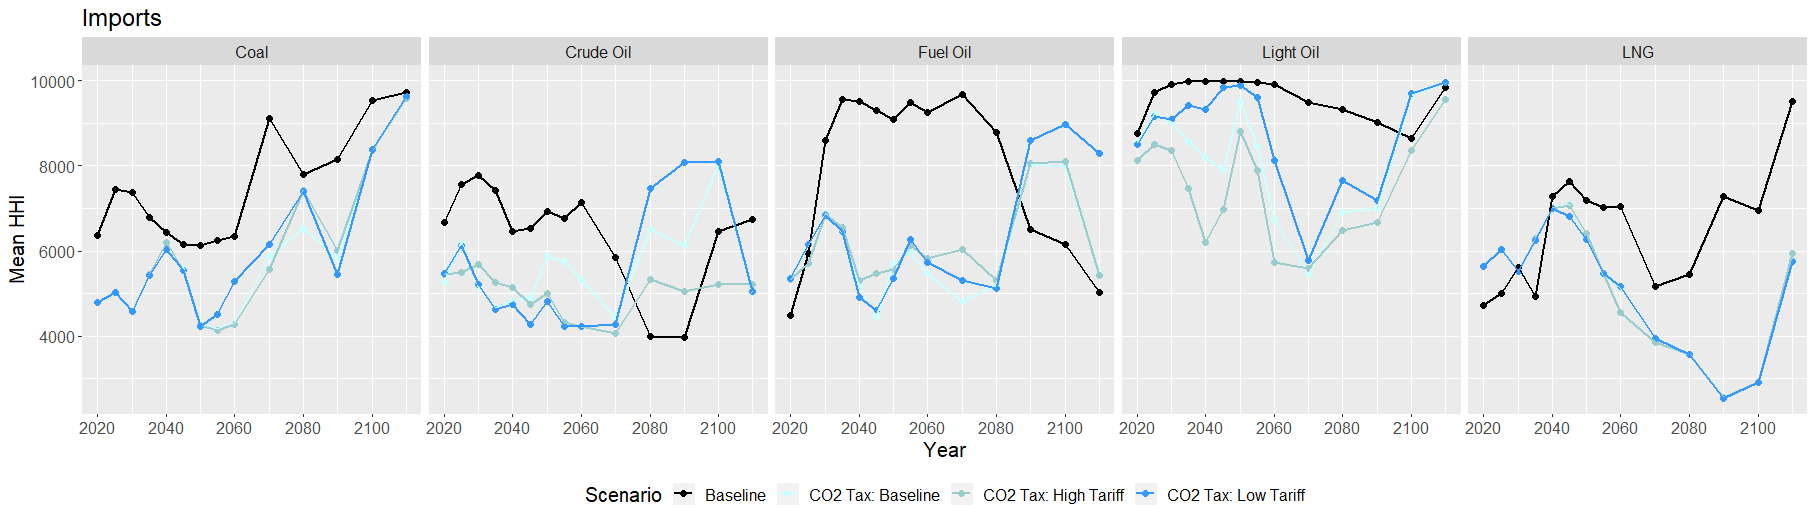 Imports
Coal Crude Oil Fuel Oil Light Oil LNG
10000
8000
6000
4000
Mean HHI
2020 2040 2060 2080 2100 2020 2040 2060 2080 2100 2020 2040 2060 2080 2100 2020 2040 2060 2080 2100 2020 2040 2060 2080 2100
Year
Scenario Baseline CO2 Tax: Baseline CO2 Tax: High Tariff CO2 Tax: Low Tariff